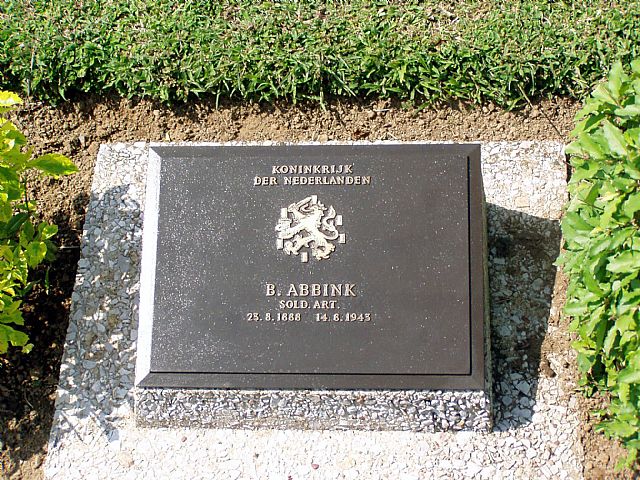 KONINKRIJK
DER NEDERLANDEN
B. ABBINK
SOLD. ART.
23.8.1888 14.8.1943